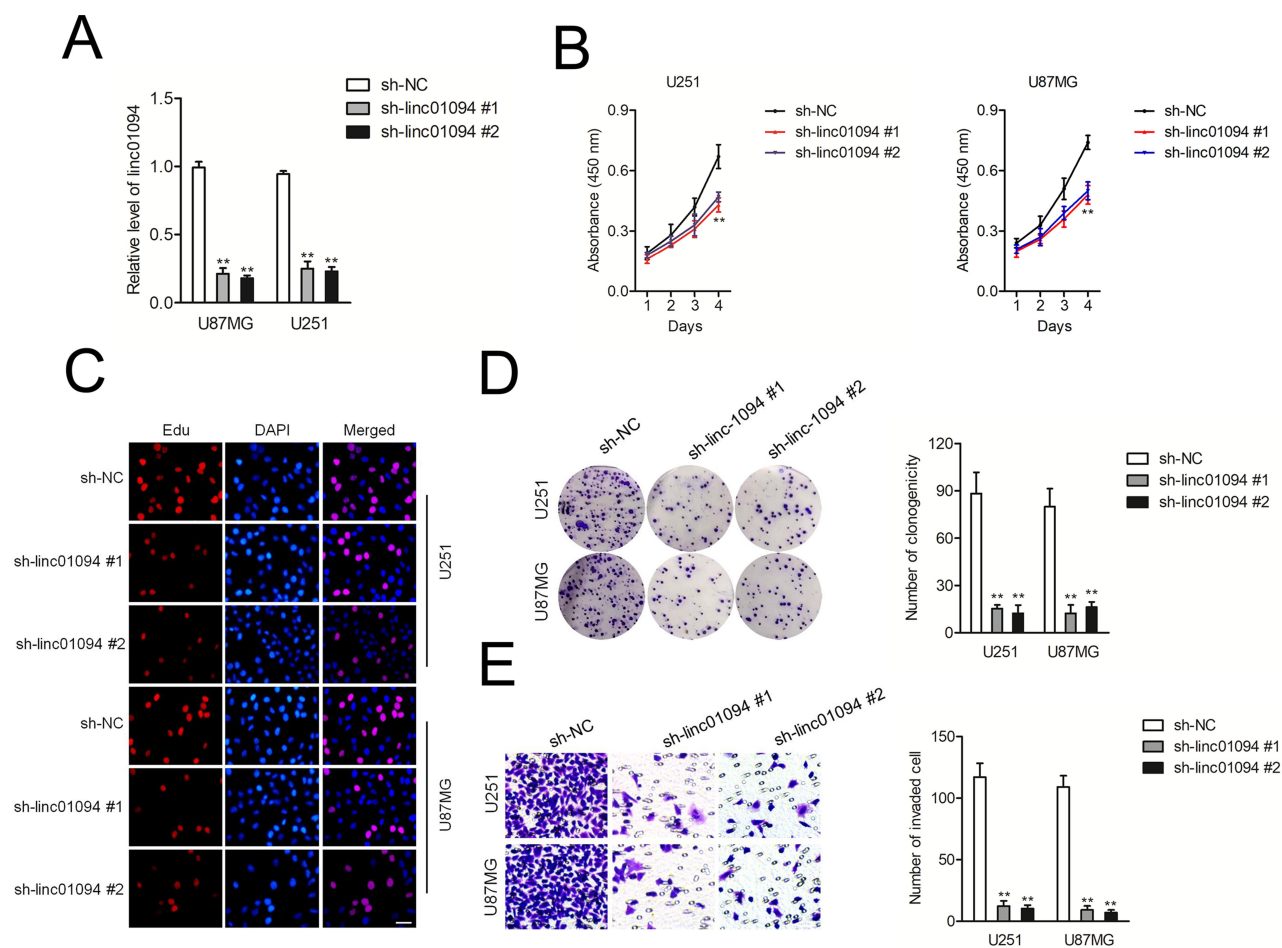 A
sh-NC
sh-linc01094 #1
sh-linc01094 #2
Relative level of linc01094
1.5
1.0
0.5
0.0
** ** ** **
U87MG U251
B
U251
Absorbance (450 nm)
0.9
0.6
0.3
0.0
sh-NC
sh-linc01094 #1
sh-linc01094 #2
**
1 2 3 4
Days
U87MG
Absorbance (450 nm)
0.9
0.6
0.3
0.0
sh-NC
sh-linc01094 #1
sh-linc01094 #2
**
1 2 3 4
Days
C
Edu DAPI Merged
sh-NC
sh-linc01094 #1
sh-linc01094 #2
U251
sh-NC
sh-linc01094 #1
sh-linc01094 #2
U87MG
D
sh-NC
sh-linc-1094 #1
sh-linc-1094 #2
U251
U87MG
Number of clonogenicity
120
90
60
30
0
sh-NC
sh-linc01094 #1
sh-linc01094 #2
** ** ** **
U251 U87MG
E
sh-NC
sh-linc01094 #1
sh-linc01094 #2
U251
U87MG
Number of invaded cell
150
100
50
0
sh-NC
sh-linc01094 #1
sh-linc01094 #2
** ** ** **
U251 U87MG